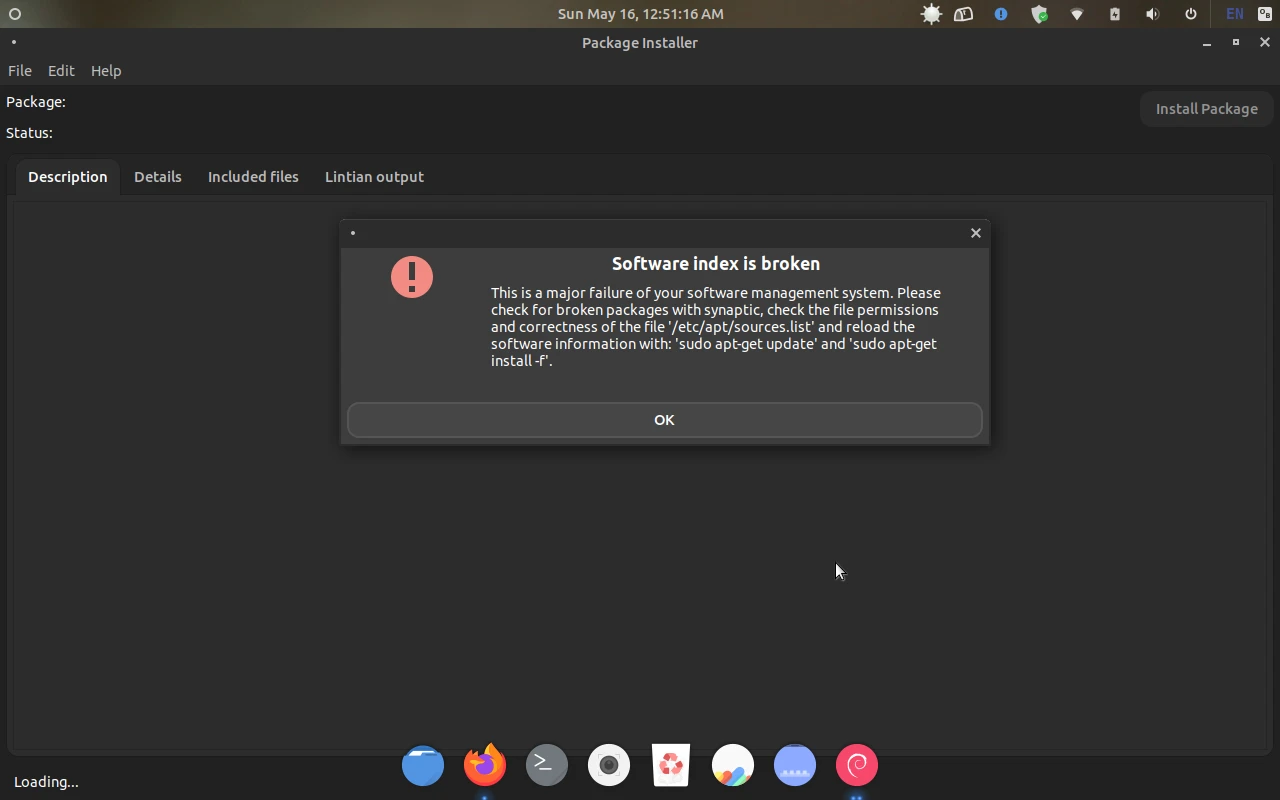 Sun May 16, 12:51:16 AM
EN
Package Installer
File Edit Help
Package:
Install Package
Status:
Description Details Included files Lintian output
Software index is broken
This is a major failure of your software management system. Please
check for broken packages with synaptic, check the file permissions
and correctness of the file '/etc/apt/sources.list' and reload the
software information with: 'sudo apt-get update' and 'sudo apt-get
install -f'.
OK
Loading...